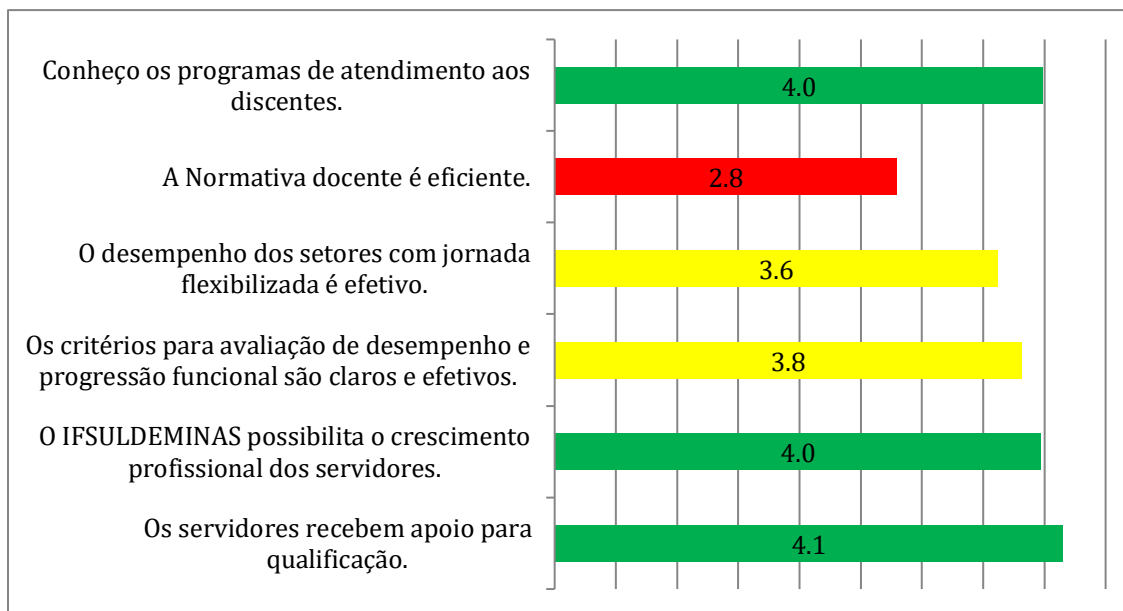 Conheço os programas de atendimento aos
discentes.
4.0
A Normativa docente é eficiente.
2.8
O desempenho dos setores com jornada
flexibilizada é efetivo.
3.6
Os critérios para avaliação de desempenho e
progressão funcional são claros e efetivos.
3.8
O IFSULDEMINAS possibilita o crescimento
profissional dos servidores.
4.0
Os servidores recebem apoio para
qualificação.
4.1